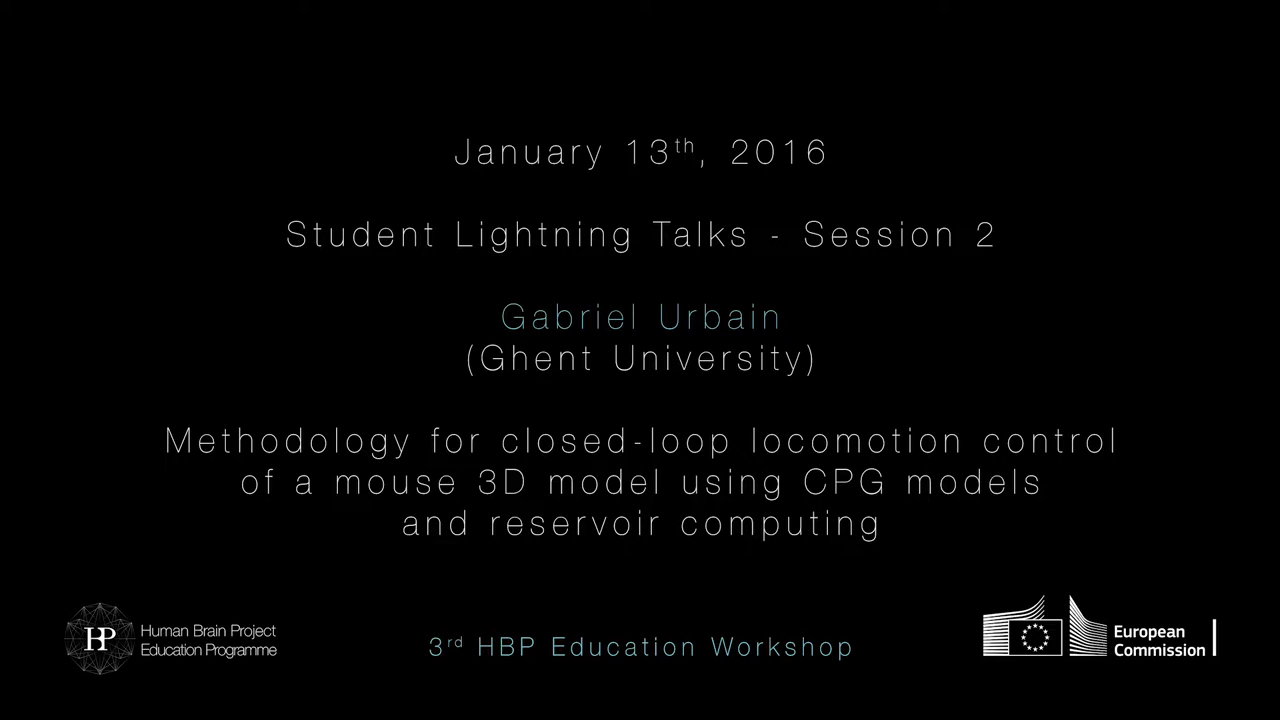 January 13th, 2016
Student Lightning Talks - Session 2
Gabriel Urbain
(Ghent University)
Methodology for closed-loop locomotion control
of a mouse 3D model using CPG models
and reservoir computing
HP
Human Brain Project
Education Programme
3rd HBP Education Workshop
European
Commission